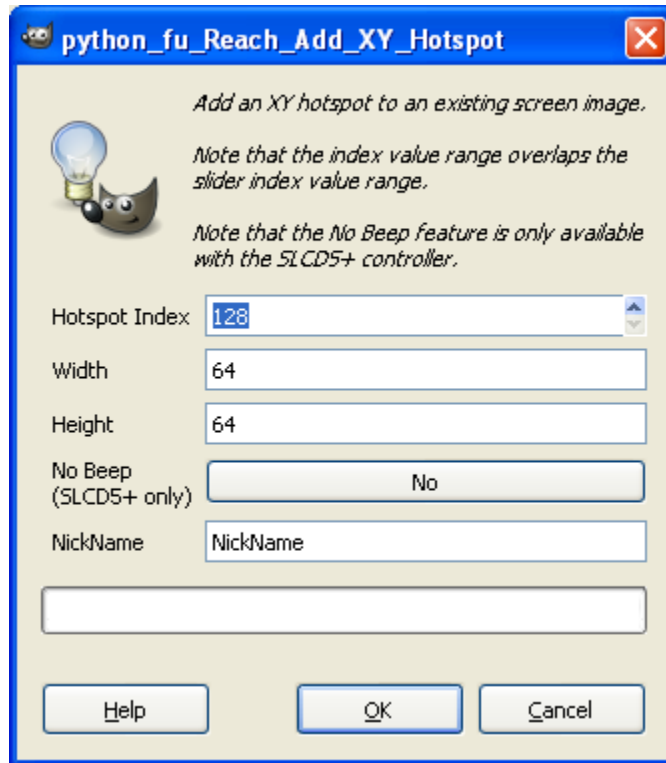 python_fu_Reach_Add_XY_Hotspot
Add an XY hotspot to an existing screen image.
Note that the index value range overlaps the
slider index value range.
Note that the No Beep feature is only available
with the SLCD5+ controller.
Hotspot Index 128
Width 64
Height 64
No Beep
(SLCD5+ only) No
NickName NickName
Help OK Cancel